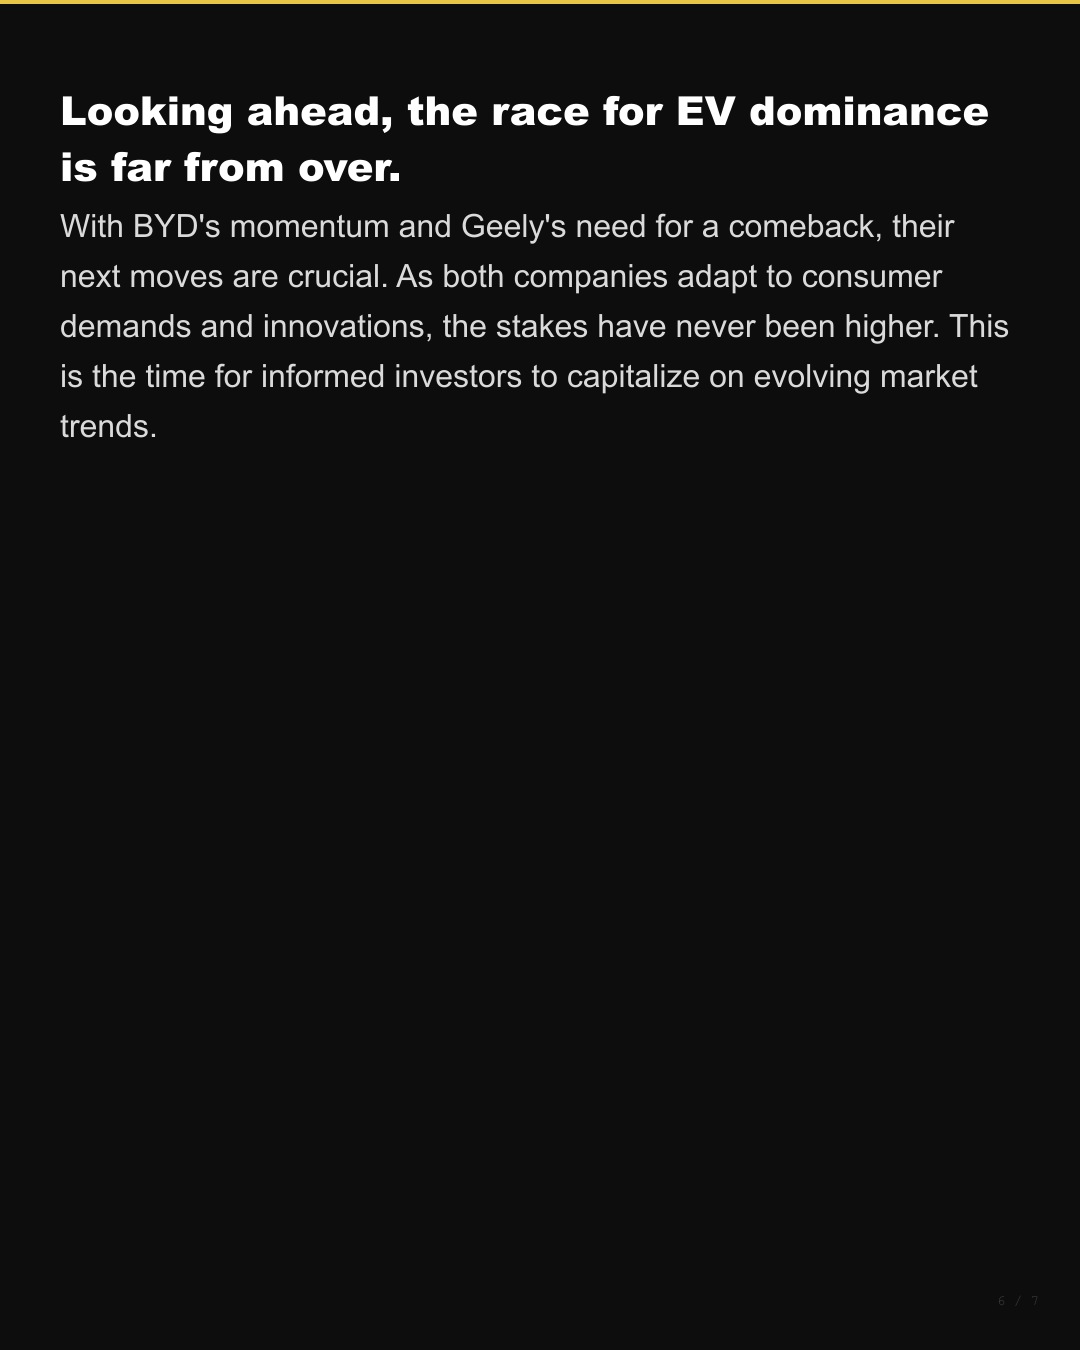 Looking ahead, the race for EV dominance
is far from over.
With BYD's momentum and Geely's need for a comeback, their
next moves are crucial. As both companies adapt to consumer
demands and innovations, the stakes have never been higher. This
is the time for informed investors to capitalize on evolving market
trends.
6 / 7